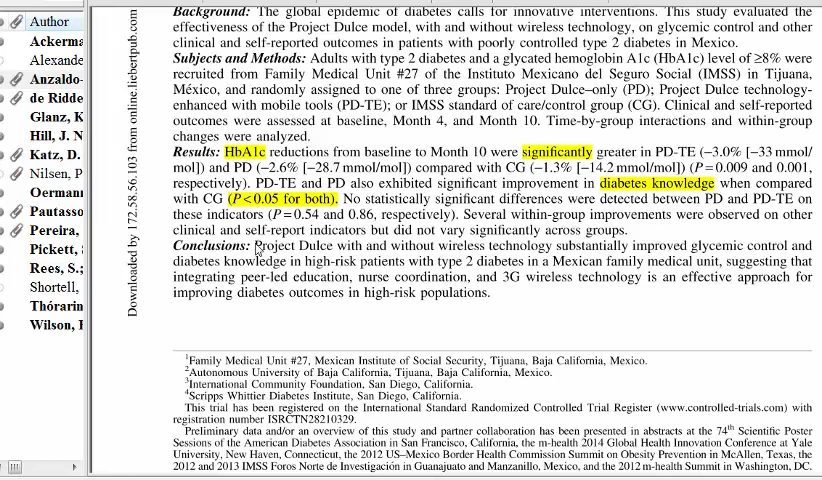 Author
Ackerma
Alexande
Anzaldo-
de Ridde
Glanz, K
Hill, J. N
Katz, D.
Nilsen, P
Oermann
Pautasso
Pereira,
Pickett,
Rees, S.;
Shortell,
Thórarin
Wilson, I
Downloaded by 172.58.56.103 from online.liebertpub.com
Background: The global epidemic of diabetes calls for innovative interventions. This study evaluated the
effectiveness of the Project Dulce model, with and without wireless technology, on glycemic control and other
clinical and self-reported outcomes in patients with poorly controlled type 2 diabetes in Mexico.
Subjects and Methods: Adults with type 2 diabetes and a glycated hemoglobin A1c (HbA1c) level of ≥8% were
recruited from Family Medical Unit #27 of the Instituto Mexicano del Seguro Social (IMSS) in Tijuana,
México, and randomly assigned to one of three groups: Project Dulce–only (PD); Project Dulce technology-
enhanced with mobile tools (PD-TE); or IMSS standard of care/control group (CG). Clinical and self-reported
outcomes were assessed at baseline, Month 4, and Month 10. Time-by-group interactions and within-group
changes were analyzed.
Results: HbA1c reductions from baseline to Month 10 were significantly greater in PD-TE (−3.0% [−33 mmol/
mol]) and PD (−2.6% [−28.7 mmol/mol]) compared with CG (−1.3% [−14.2 mmol/mol]) (P = 0.009 and 0.001,
respectively). PD-TE and PD also exhibited significant improvement in diabetes knowledge when compared
with CG (P < 0.05 for both). No statistically significant differences were detected between PD and PD-TE on
these indicators (P = 0.54 and 0.86, respectively). Several within-group improvements were observed on other
clinical and self-report indicators but did not vary significantly across groups.
Conclusions: Project Dulce with and without wireless technology substantially improved glycemic control and
diabetes knowledge in high-risk patients with type 2 diabetes in a Mexican family medical unit, suggesting that
integrating peer-led education, nurse coordination, and 3G wireless technology is an effective approach for
improving diabetes outcomes in high-risk populations.
1Family Medical Unit #27, Mexican Institute of Social Security, Tijuana, Baja California, Mexico.
2Autonomous University of Baja California, Tijuana, Baja California, Mexico.
3International Community Foundation, San Diego, California.
4Scripps Whittier Diabetes Institute, San Diego, California.
This trial has been registered on the International Standard Randomized Controlled Trial Register (www.controlled-trials.com) with
registration number ISRCTN28210329.
Preliminary data and/or an overview of this study and partner collaboration has been presented in abstracts at the 74th Scientific Poster
Sessions of the American Diabetes Association in San Francisco, California, the m-health 2014 Global Health Innovation Conference at Yale
University, New Haven, Connecticut, the 2012 US–Mexico Border Health Commission Summit on Obesity Prevention in McAllen, Texas, the
2012 and 2013 IMSS Foros Norte de Investigación in Guanajuato and Manzanillo, Mexico, and the 2012 m-health Summit in Washington, DC.